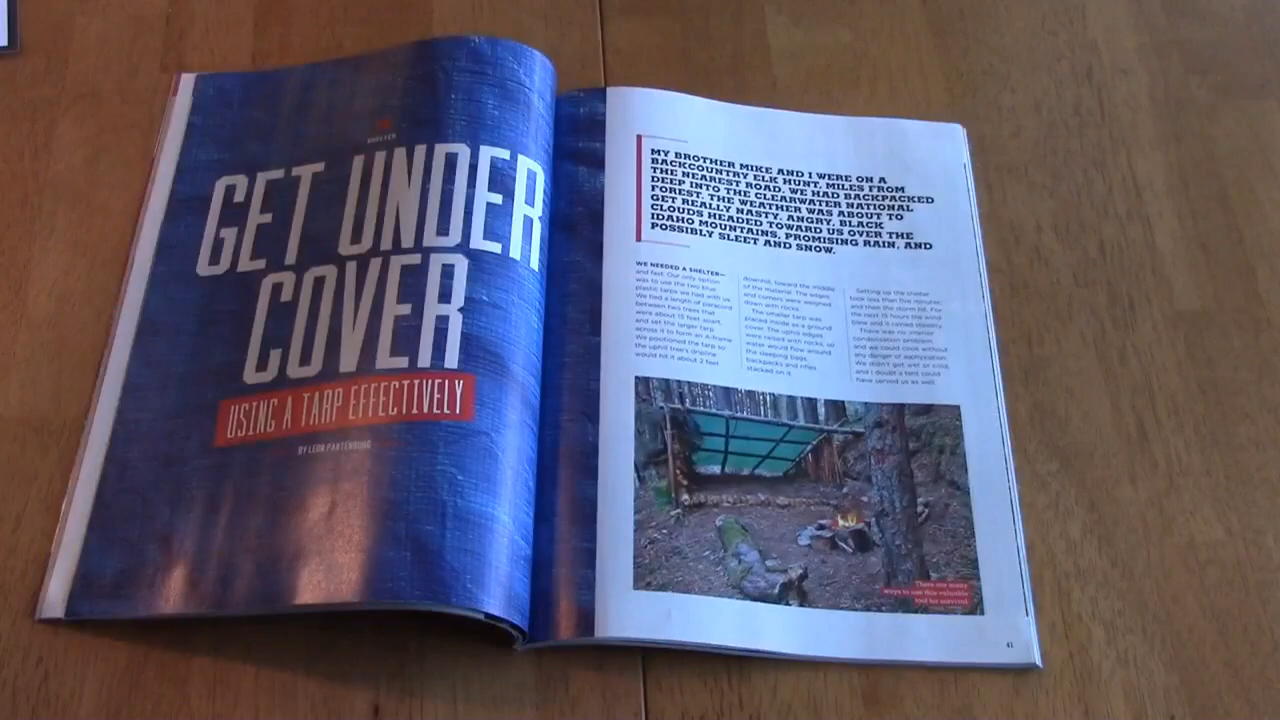 SHELTER
GET UNDER
COVER
USING A TARP EFFECTIVELY
BY LEON PANTENBURG
MY BROTHER MIKE AND I WERE ON A
BACKCOUNTRY ELK HUNT, MILES FROM
THE NEAREST ROAD. WE HAD BACKPACKED
DEEP INTO THE CLEARWATER NATIONAL
FOREST. THE WEATHER WAS ABOUT TO
GET REALLY NASTY. ANGRY, BLACK
CLOUDS HEADED TOWARD US OVER THE
IDAHO MOUNTAINS, PROMISING RAIN, AND
POSSIBLY SLEET AND SNOW.
WE NEEDED A SHELTER—
and fast. Our only option
was to use the two blue
plastic tarps we had with us.
We tied a length of paracord
between two trees that
were about 15 feet apart,
and set the larger tarp
across it to form an A-frame.
We positioned the tarp so
the uphill tree's dripline
would hit it about 2 feet
downhill, toward the middle
of the material. The edges
and corners were weighed
down with rocks.
The smaller tarp was
placed inside as a ground
cover. The uphill edges
were raised with rocks, so
water would flow around
the sleeping bags,
backpacks and rifles
stacked on it.
Setting up the shelter
took less than five minutes,
and then the storm hit. For
the next 15 hours the wind
blew and it rained steadily.
There was no interior
condensation problem,
and we could cook without
any danger of asphyxiation.
We didn't get wet or cold,
and I doubt a tent could
have served us as well.
There are many
ways to use this valuable
tool for survival.
41